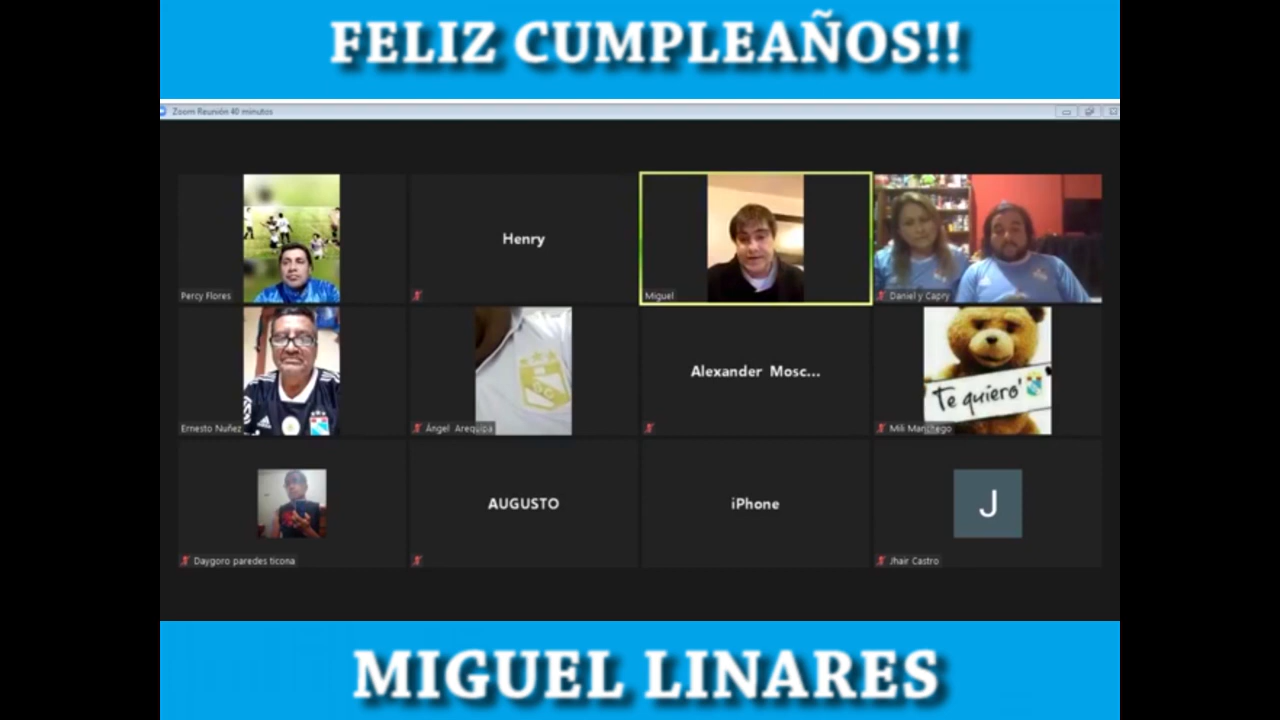 FELIZ CUMPLEAÑOS!!
Zoom Reunión 40 minutos
Percy Flores
Henry
Miguel
Daniel y Capry
Ernesto Nuñez
Ángel Arequipa
Alexander Mosc...
Te quiero
Mili Manchego
Daygoro paredes ticona
AUGUSTO
iPhone
J
Jhair Castro
MIGUEL LINARES